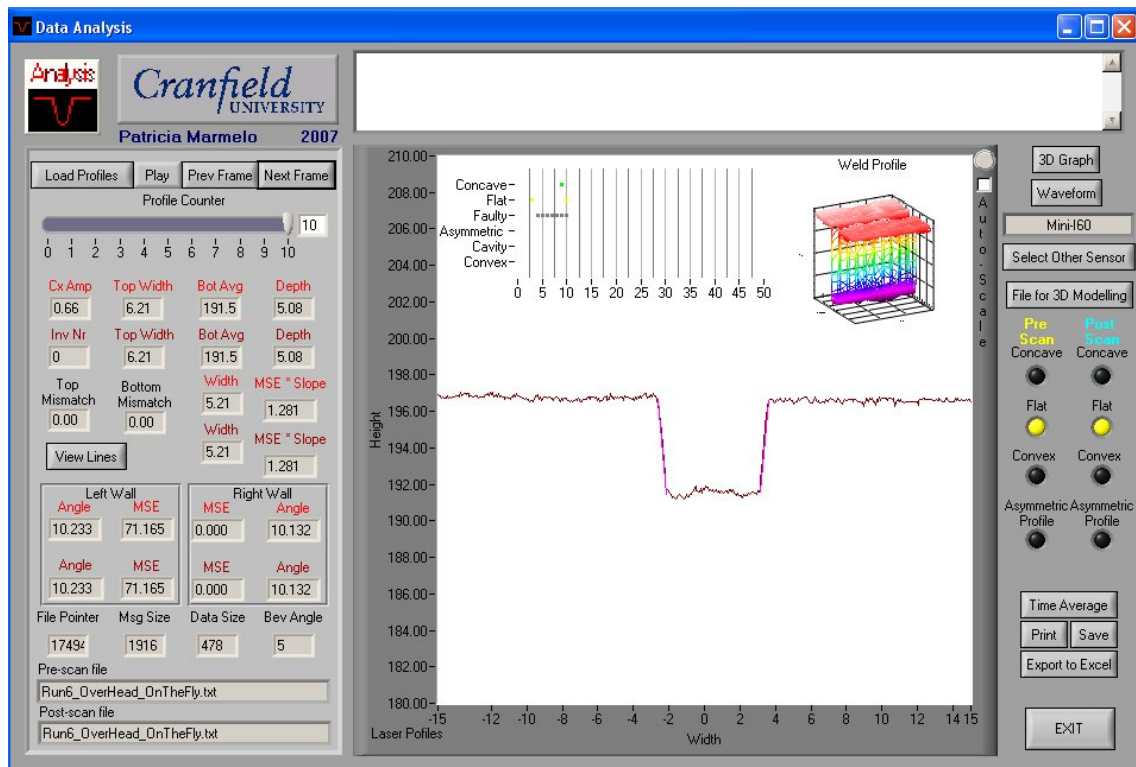 Data Analysis
Analysis
Cranfield
UNIVERSITY
Patricia Marmelo 2007
Load Profiles Play Prev Frame Next Frame
Profile Counter
10
0 1 2 3 4 5 6 7 8 9 10
Cx Amp Top Width Bot Avg Depth
0.66 6.21 191.5 5.08
Inv Nr Top Width Bot Avg Depth
0 6.21 191.5 5.08
Top Mismatch Bottom Mismatch Width MSE * Slope
0.00 0.00 5.21 1.281
Width MSE * Slope
5.21 1.281
View Lines
Left Wall Right Wall
Angle MSE MSE Angle
10.233 71.165 0.000 10.132
Angle MSE MSE Angle
10.233 71.165 0.000 10.132
File Pointer Msg Size Data Size Bev Angle
17494 1916 478 5
Pre-scan file
Run6_OverHead_OnTheFly.txt
Post-scan file
Run6_OverHead_OnTheFly.txt
210.00
208.00
206.00
204.00
202.00
200.00
198.00
196.00
194.00
192.00
190.00
188.00
186.00
184.00
182.00
180.00
Height
-15 -12 -10 -8 -6 -4 -2 0 2 4 6 8 10 12 14 15
Width
Laser Pofiles
Concave
Flat
Faulty
Asymmetric
Cavity
Convex
0 5 10 15 20 25 30 35 40 45 50
Weld Profile
Auto-Scale
3D Graph
Waveform
Mini-I60
Select Other Sensor
File for 3D Modelling
Pre Post
Scan Scan
Concave Concave
Flat Flat
Convex Convex
Asymmetric Asymmetric
Profile Profile
Time Average
Print Save
Export to Excel
EXIT